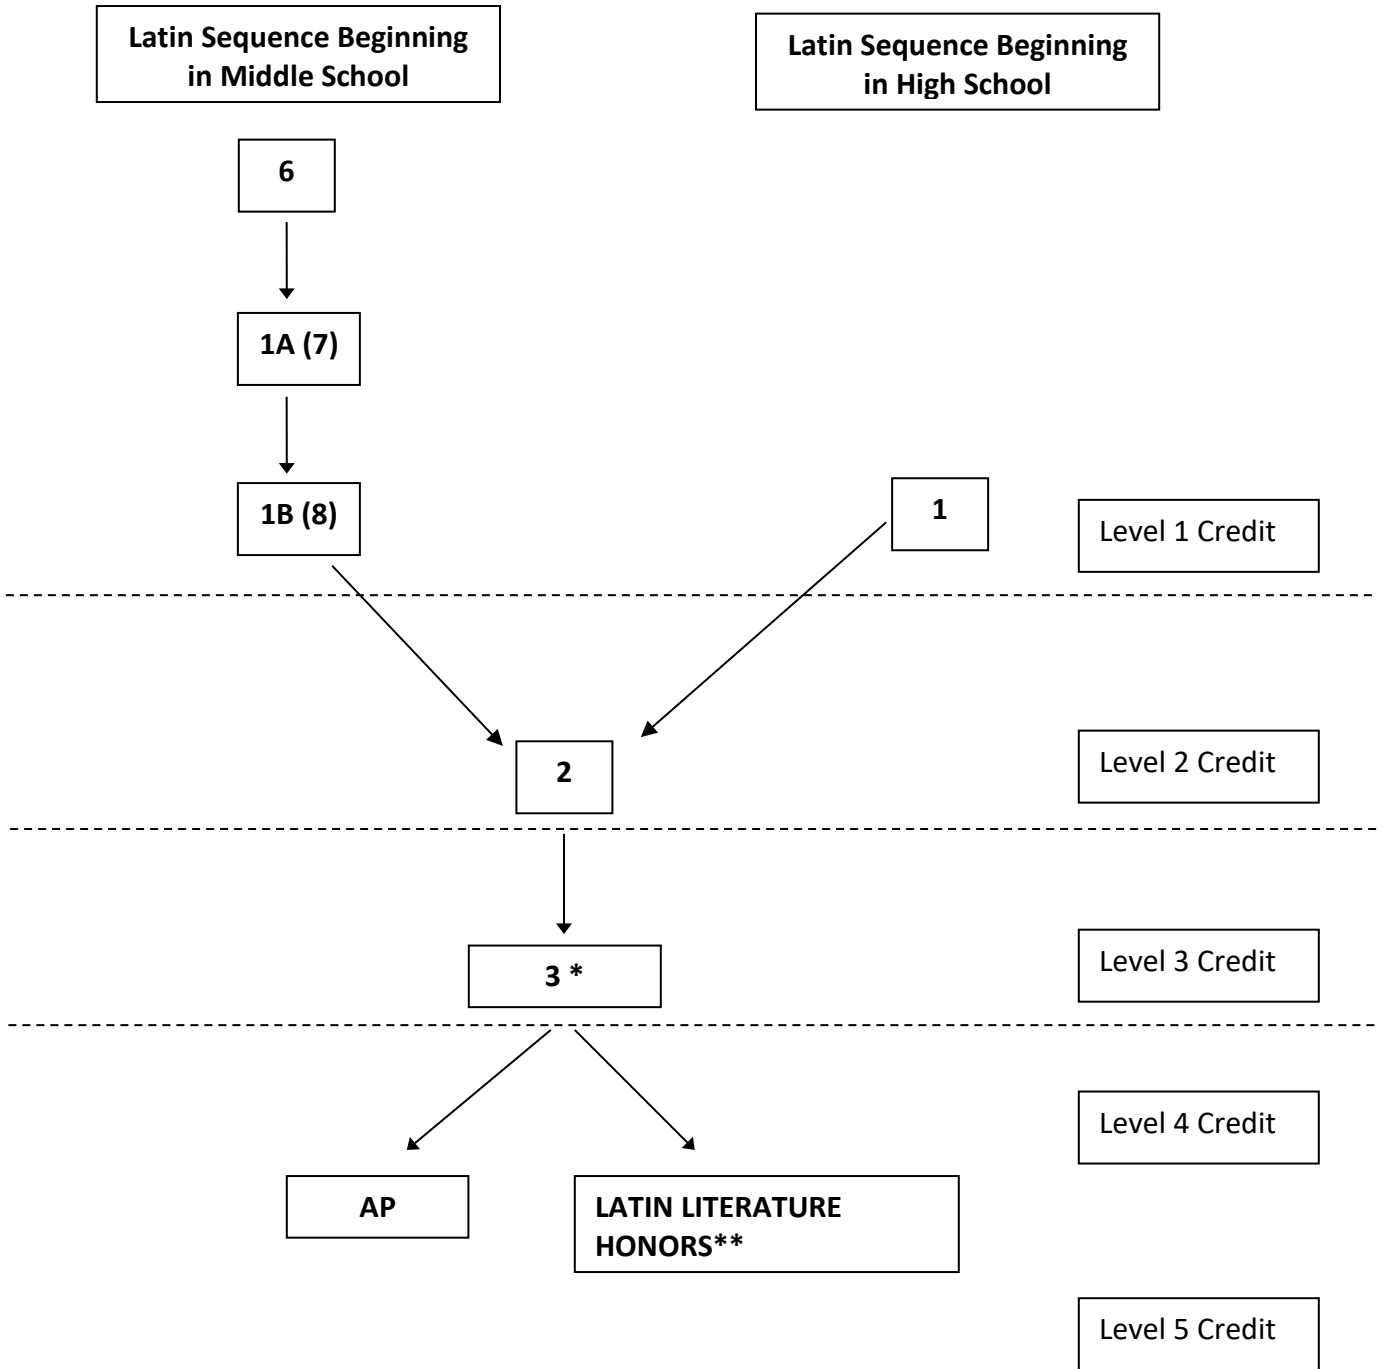 Latin Sequence Beginning
in Middle School
Latin Sequence Beginning
in High School
6
1A (7)
1B (8)
1
Level 1 Credit
2
Level 2 Credit
3 *
Level 3 Credit
Level 4 Credit
AP
LATIN LITERATURE
HONORS**
Level 5 Credit